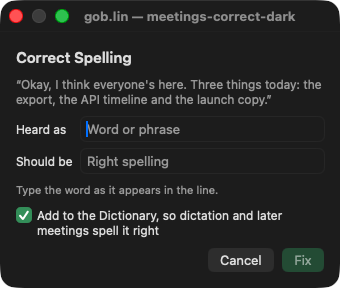 gob.lin — meetings-correct-dark
Correct Spelling
“Okay, I think everyone's here. Three things today: the
export, the API timeline and the launch copy.”
Heard as
Word or phrase
Should be
Right spelling
Type the word as it appears in the line.
Add to the Dictionary, so dictation and later
meetings spell it right
Cancel
Fix